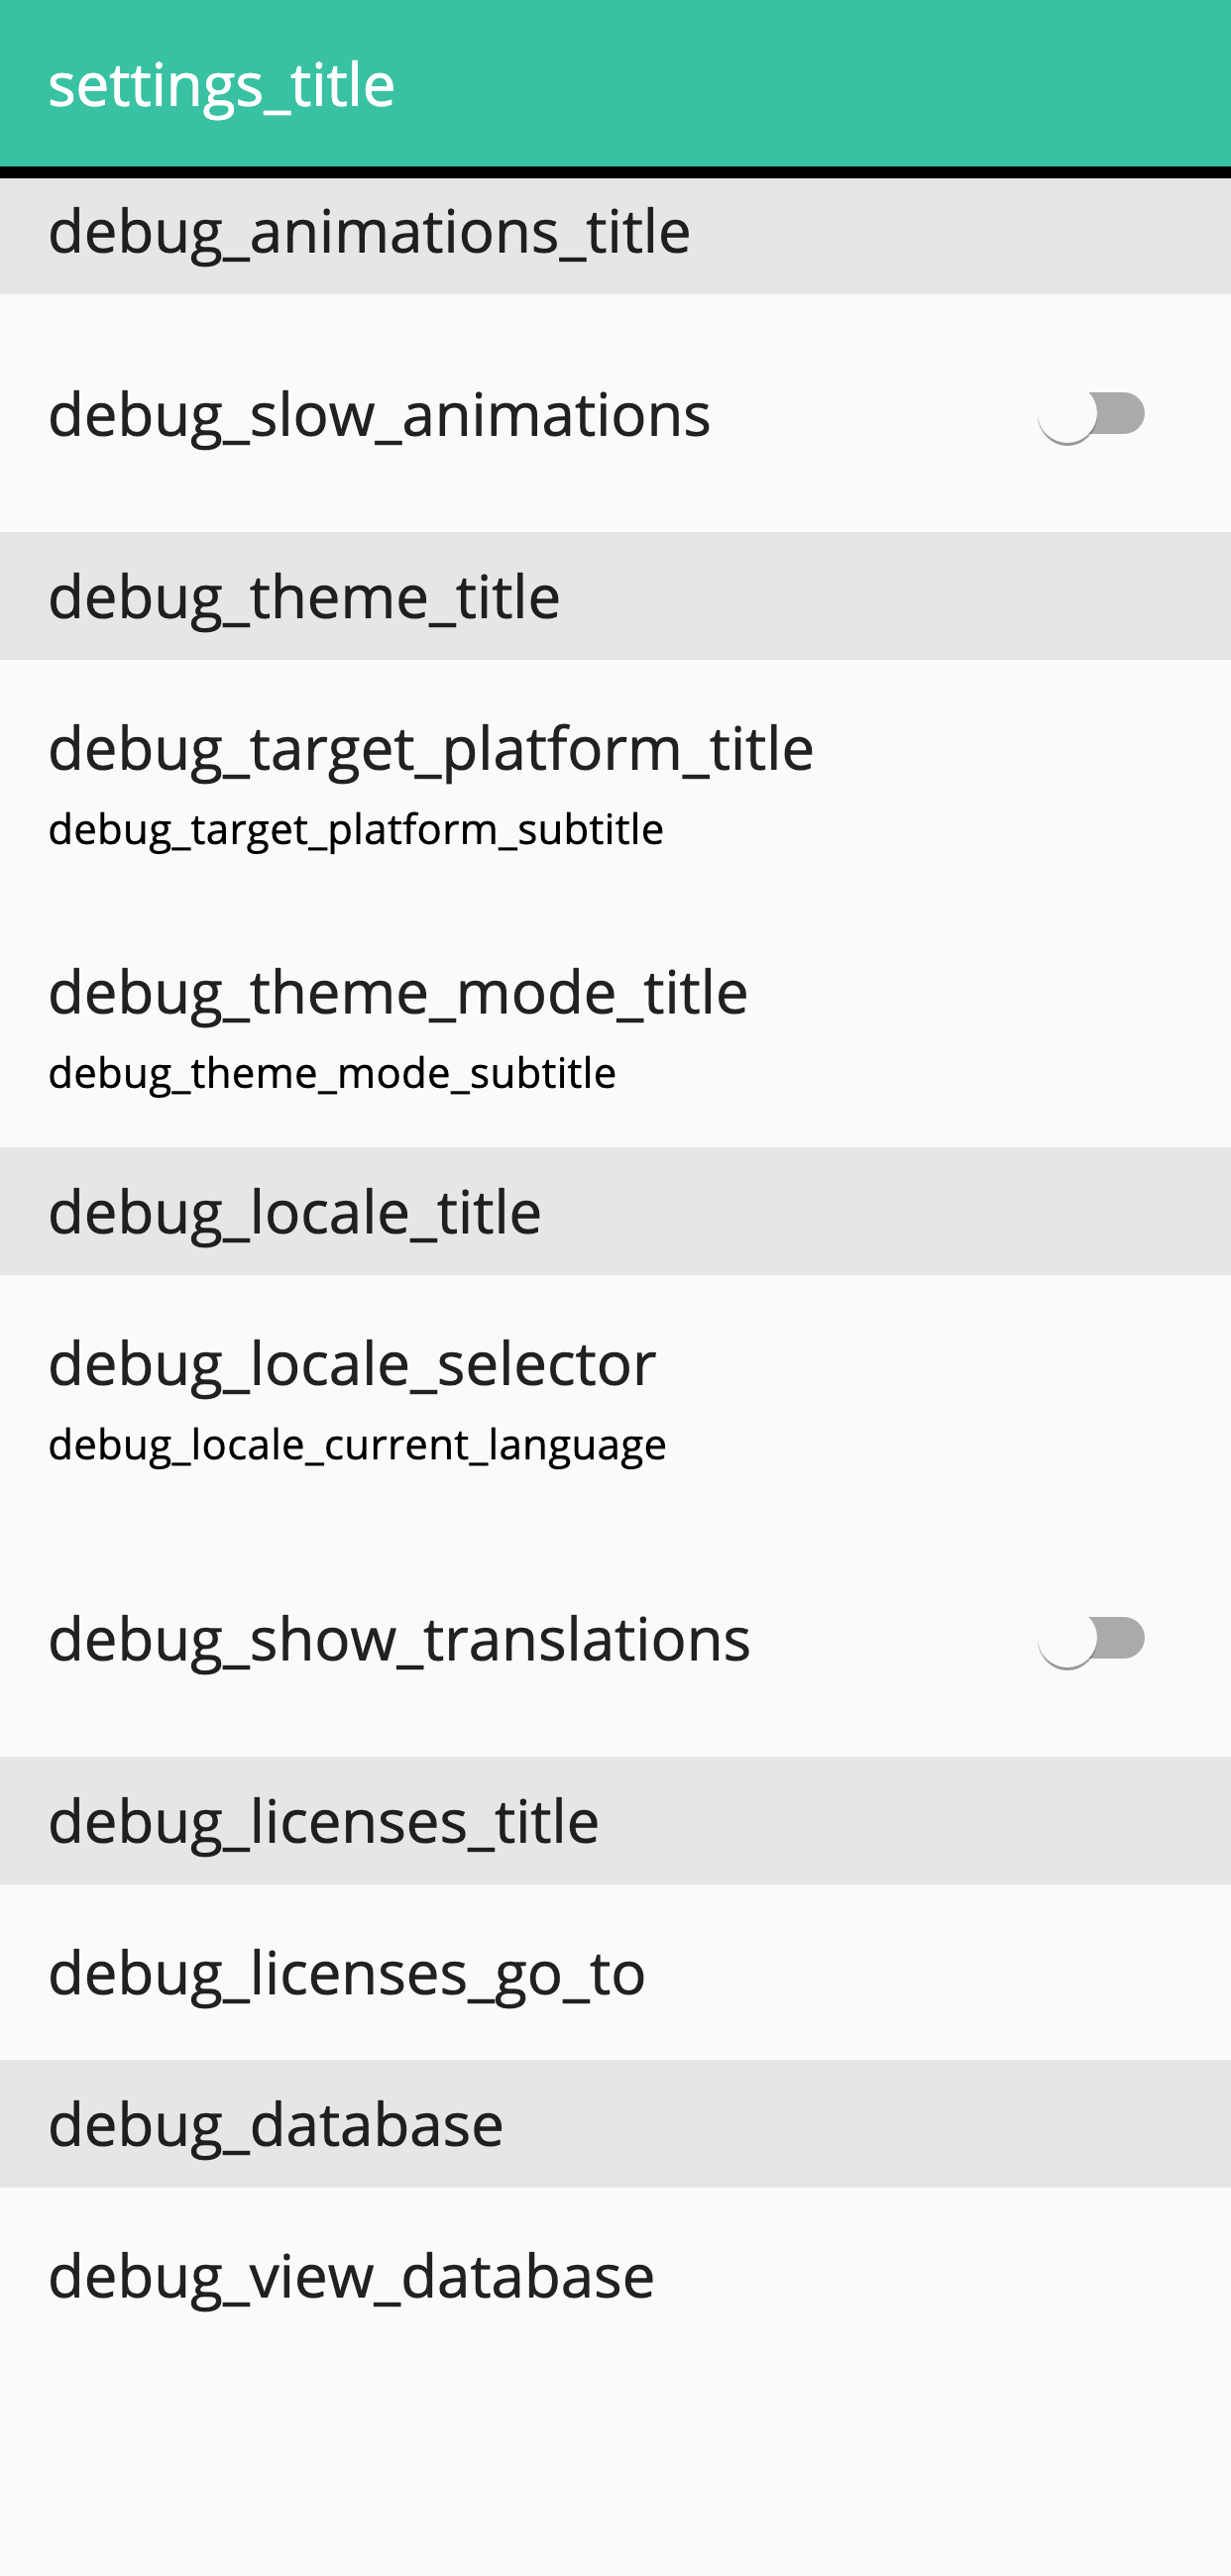 settings_title
debug_animations_title
debug_slow_animations
debug_theme_title
debug_target_platform_title
debug_target_platform_subtitle
debug_theme_mode_title
debug_theme_mode_subtitle
debug_locale_title
debug_locale_selector
debug_locale_current_language
debug_show_translations
debug_licenses_title
debug_licenses_go_to
debug_database
debug_view_database